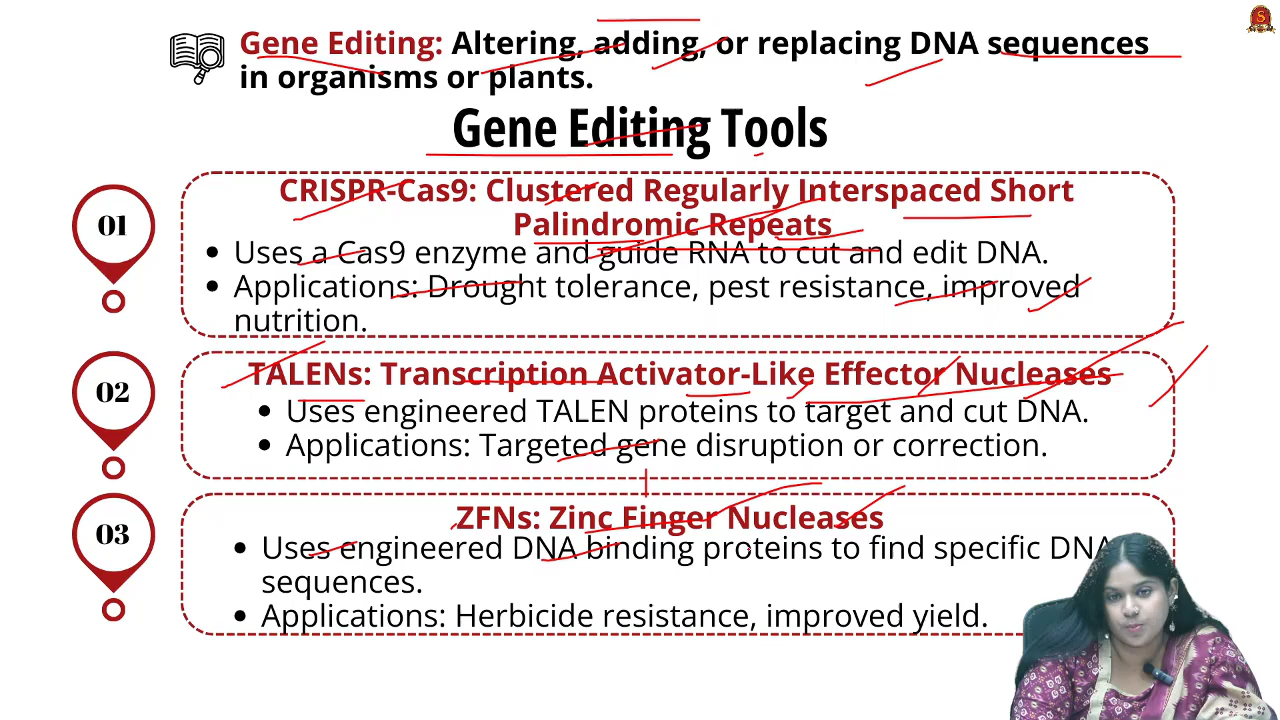 Gene Editing: Altering, adding, or replacing DNA sequences
in organisms or plants.
Gene Editing Tools
01
CRISPR-Cas9: Clustered Regularly Interspaced Short
Palindromic Repeats
• Uses a Cas9 enzyme and guide RNA to cut and edit DNA.
• Applications: Drought tolerance, pest resistance, improved
nutrition.
02
TALENs: Transcription Activator-Like Effector Nucleases
• Uses engineered TALEN proteins to target and cut DNA.
• Applications: Targeted gene disruption or correction.
03
ZFNs: Zinc Finger Nucleases
• Uses engineered DNA binding proteins to find specific DNA
sequences.
• Applications: Herbicide resistance, improved yield.